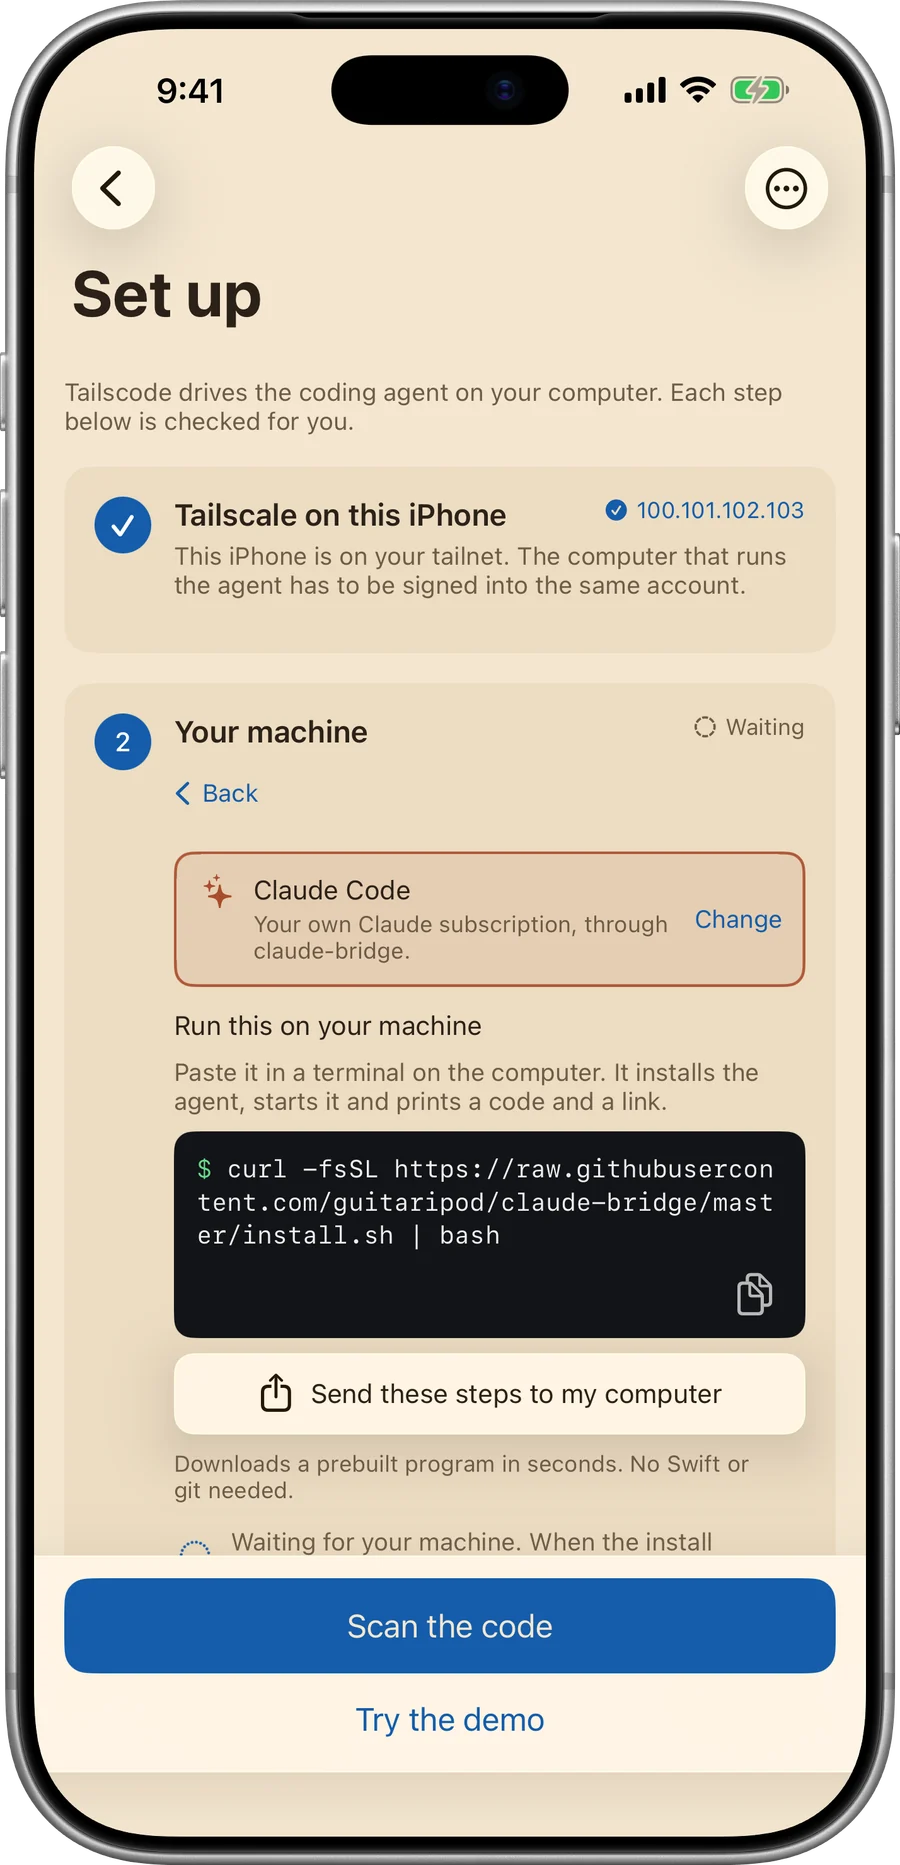 9:41
Set up
Tailscode drives the coding agent on your computer. Each step
below is checked for you.
Tailscale on this iPhone
100.101.102.103
This iPhone is on your tailnet. The computer that runs
the agent has to be signed into the same account.
2
Your machine
Waiting
Back
Claude Code
Your own Claude subscription, through
claude-bridge.
Change
Run this on your machine
Paste it in a terminal on the computer. It installs the
agent, starts it and prints a code and a link.
$ curl -fsSL https://raw.githubusercon
tent.com/guitaripod/claude-bridge/mast
er/install.sh | bash
Send these steps to my computer
Downloads a prebuilt program in seconds. No Swift or
git needed.
Waiting for your machine. When the install
Scan the code
Try the demo